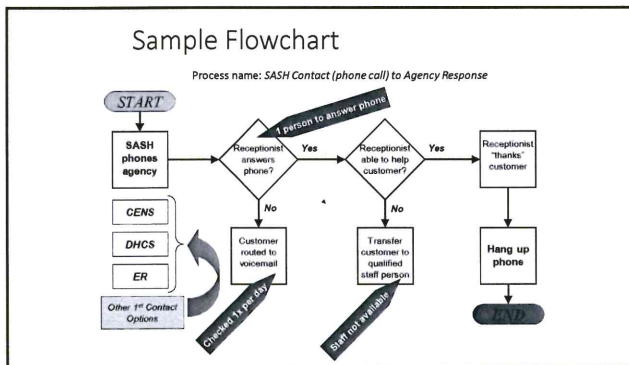 Sample Flowchart
Process name: SASH Contact (phone call) to Agency Response
START
1 person to answer phone
SASH
phones
agency
Receptionist
answers
phone?
Yes
Receptionist
able to help
customer?
Yes
Receptionist
"thanks"
customer
No
No
CENS
DHCS
ER
Other 1st Contact
Options
Customer
routed to
voicemail
Checked 1x per day
Transfer
customer to
qualified
staff person
Staff not available
Hang up
phone
END